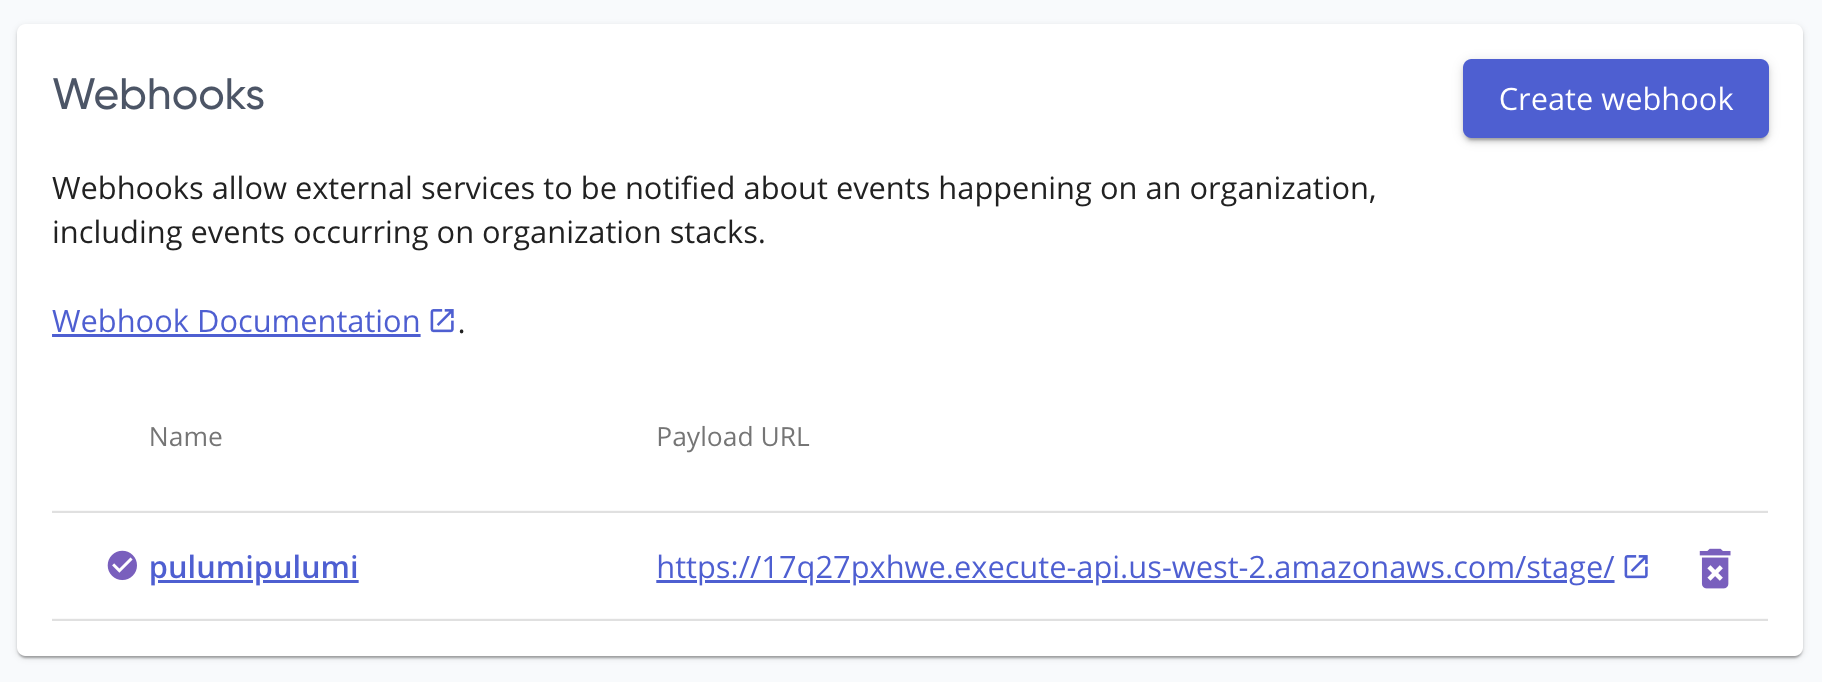 Webhooks
Create webhook
Webhooks allow external services to be notified about events happening on an organization,
including events occurring on organization stacks.
Webhook Documentation .
Name Payload URL
pulumipulumi https://17q27pxhwe.execute-api.us-west-2.amazonaws.com/stage/